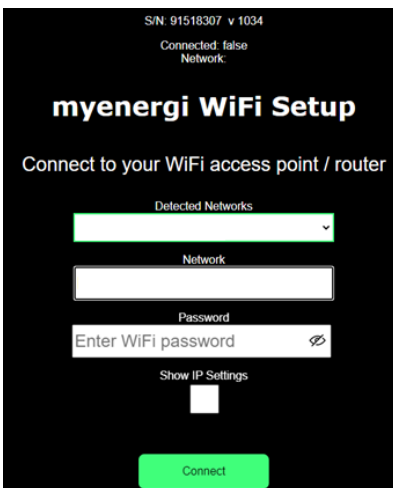 S/N: 91518307 v 1034
Connected: false
Network:
myenergi WiFi Setup
Connect to your WiFi access point / router
Detected Networks
Network
Password
Enter WiFi password
Show IP Settings
Connect